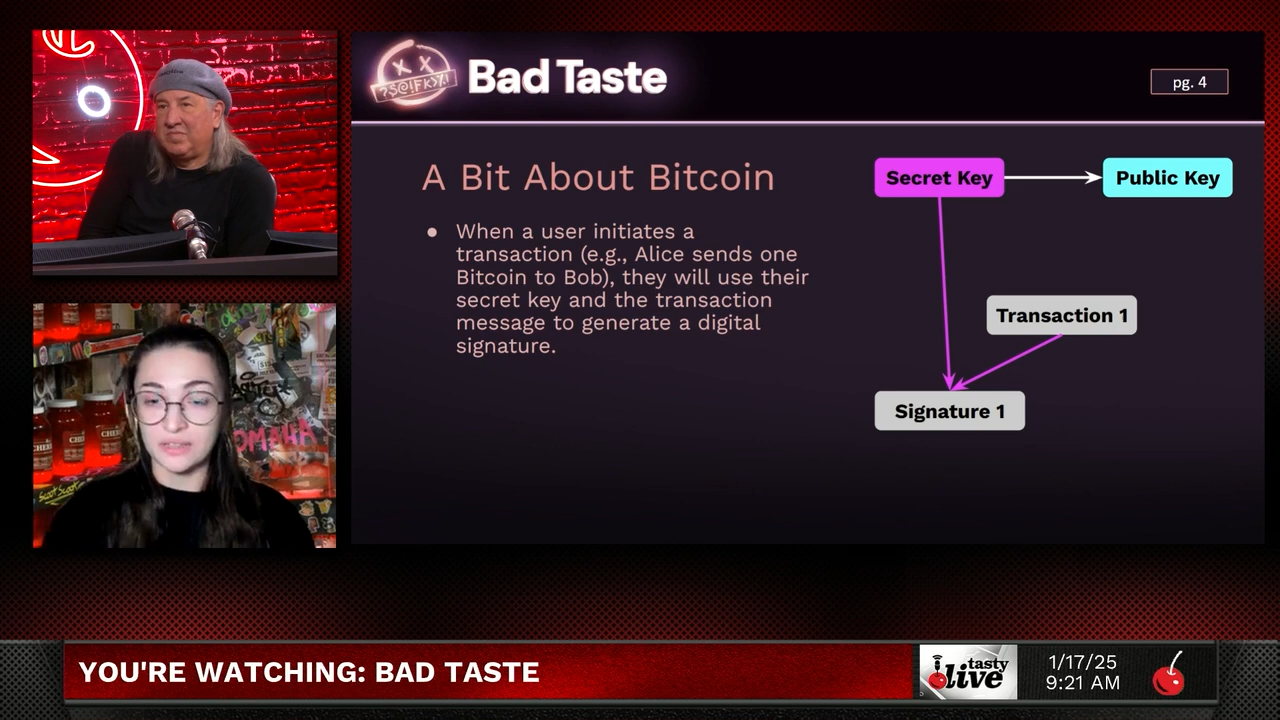 Bad Taste
?$@!F#%?!
pg. 4
A Bit About Bitcoin
When a user initiates a
transaction (e.g., Alice sends one
Bitcoin to Bob), they will use their
secret key and the transaction
message to generate a digital
signature.
Secret Key
Public Key
Transaction 1
Signature 1
OMAHA
YOU'RE WATCHING: BAD TASTE
tasty
live
1/17/25
9:21 AM